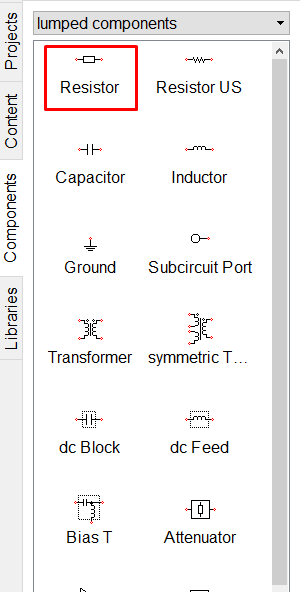 lumped components
Projects
Content
Components
Libraries
Resistor
Resistor US
Capacitor
Inductor
Ground
Subcircuit Port
Transformer
symmetric T…
dc Block
dc Feed
Bias T
Attenuator